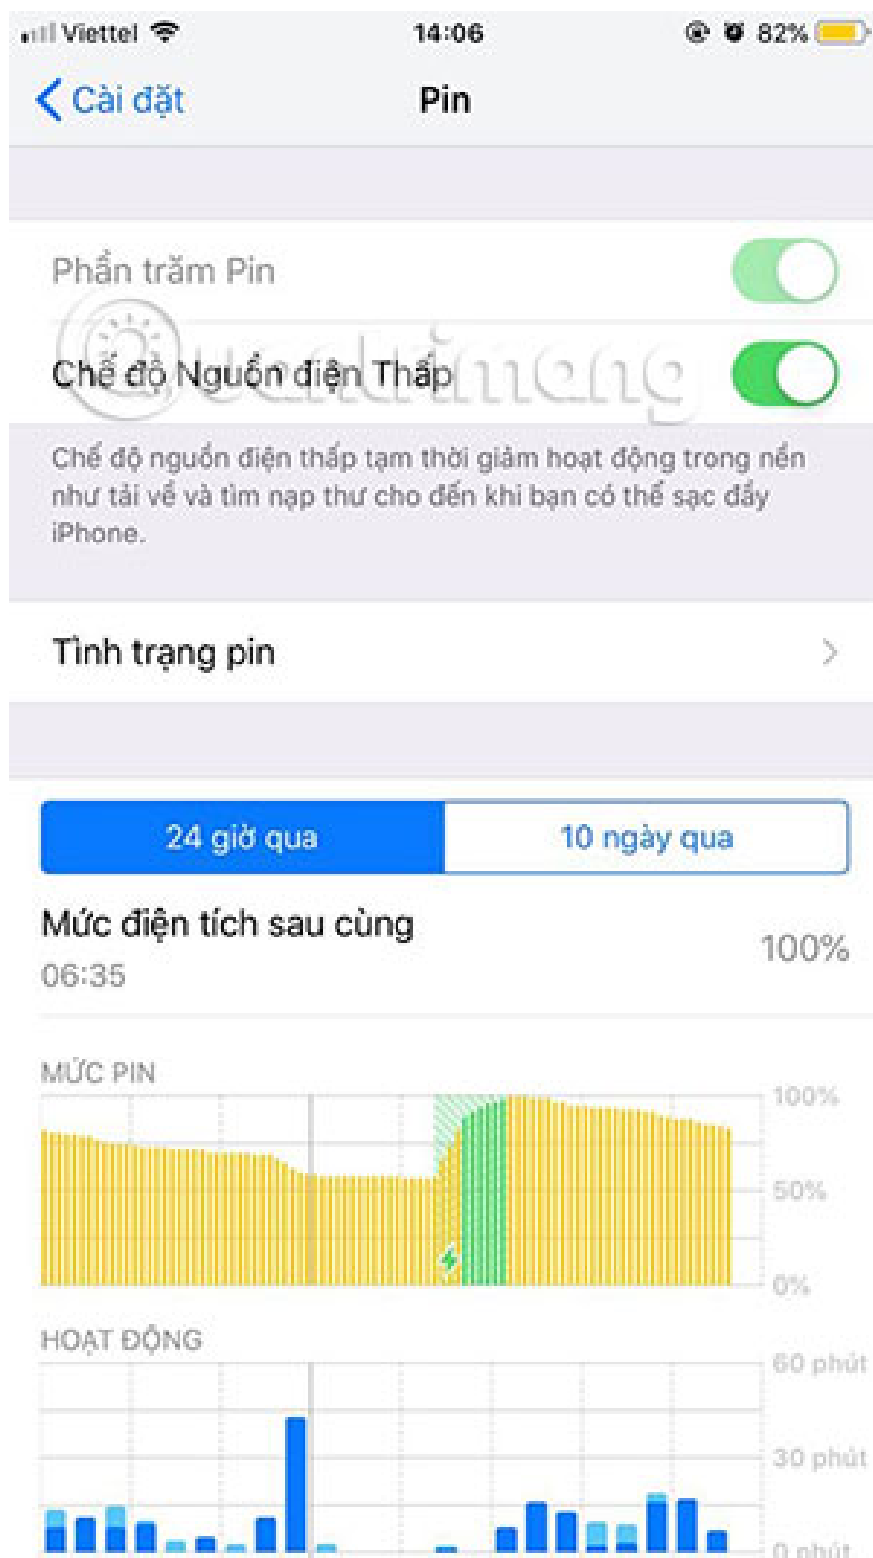 Viettel 14:06 82%
Cài đặt Pin
Phần trăm Pin
Quantrimang
Chế độ Nguồn điện Thấp
Chế độ nguồn điện thấp tạm thời giảm hoạt động trong nền
như tải về và tìm nạp thư cho đến khi bạn có thể sạc đầy
iPhone.
Tình trạng pin
24 giờ qua 10 ngày qua
Mức điện tích sau cùng
100%
06:35
MỨC PIN
100%
50%
0%
HOẠT ĐỘNG
60 phút
30 phút
0 phút